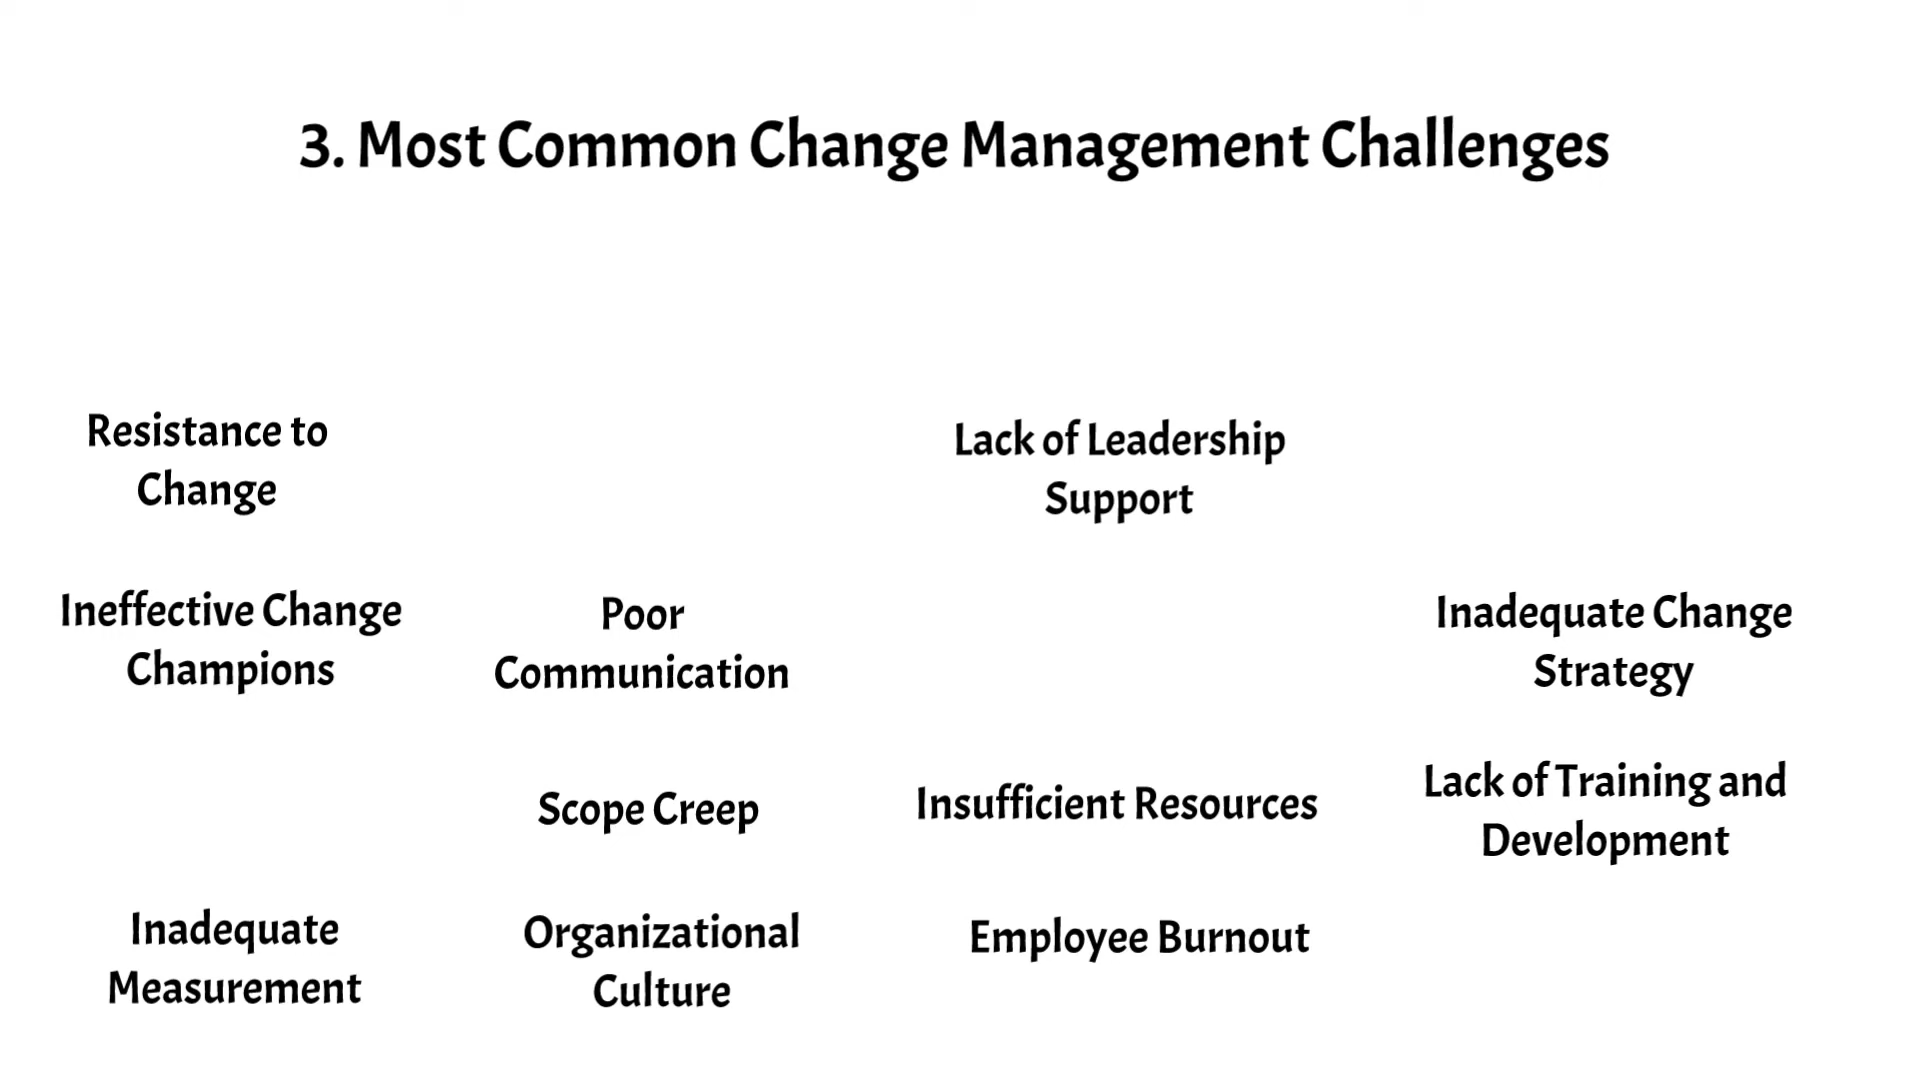 3. Most Common Change Management Challenges
Resistance to
Change
Lack of Leadership
Support
Ineffective Change
Champions
Poor
Communication
Inadequate Change
Strategy
Scope Creep
Insufficient Resources
Lack of Training and
Development
Inadequate
Measurement
Organizational
Culture
Employee Burnout